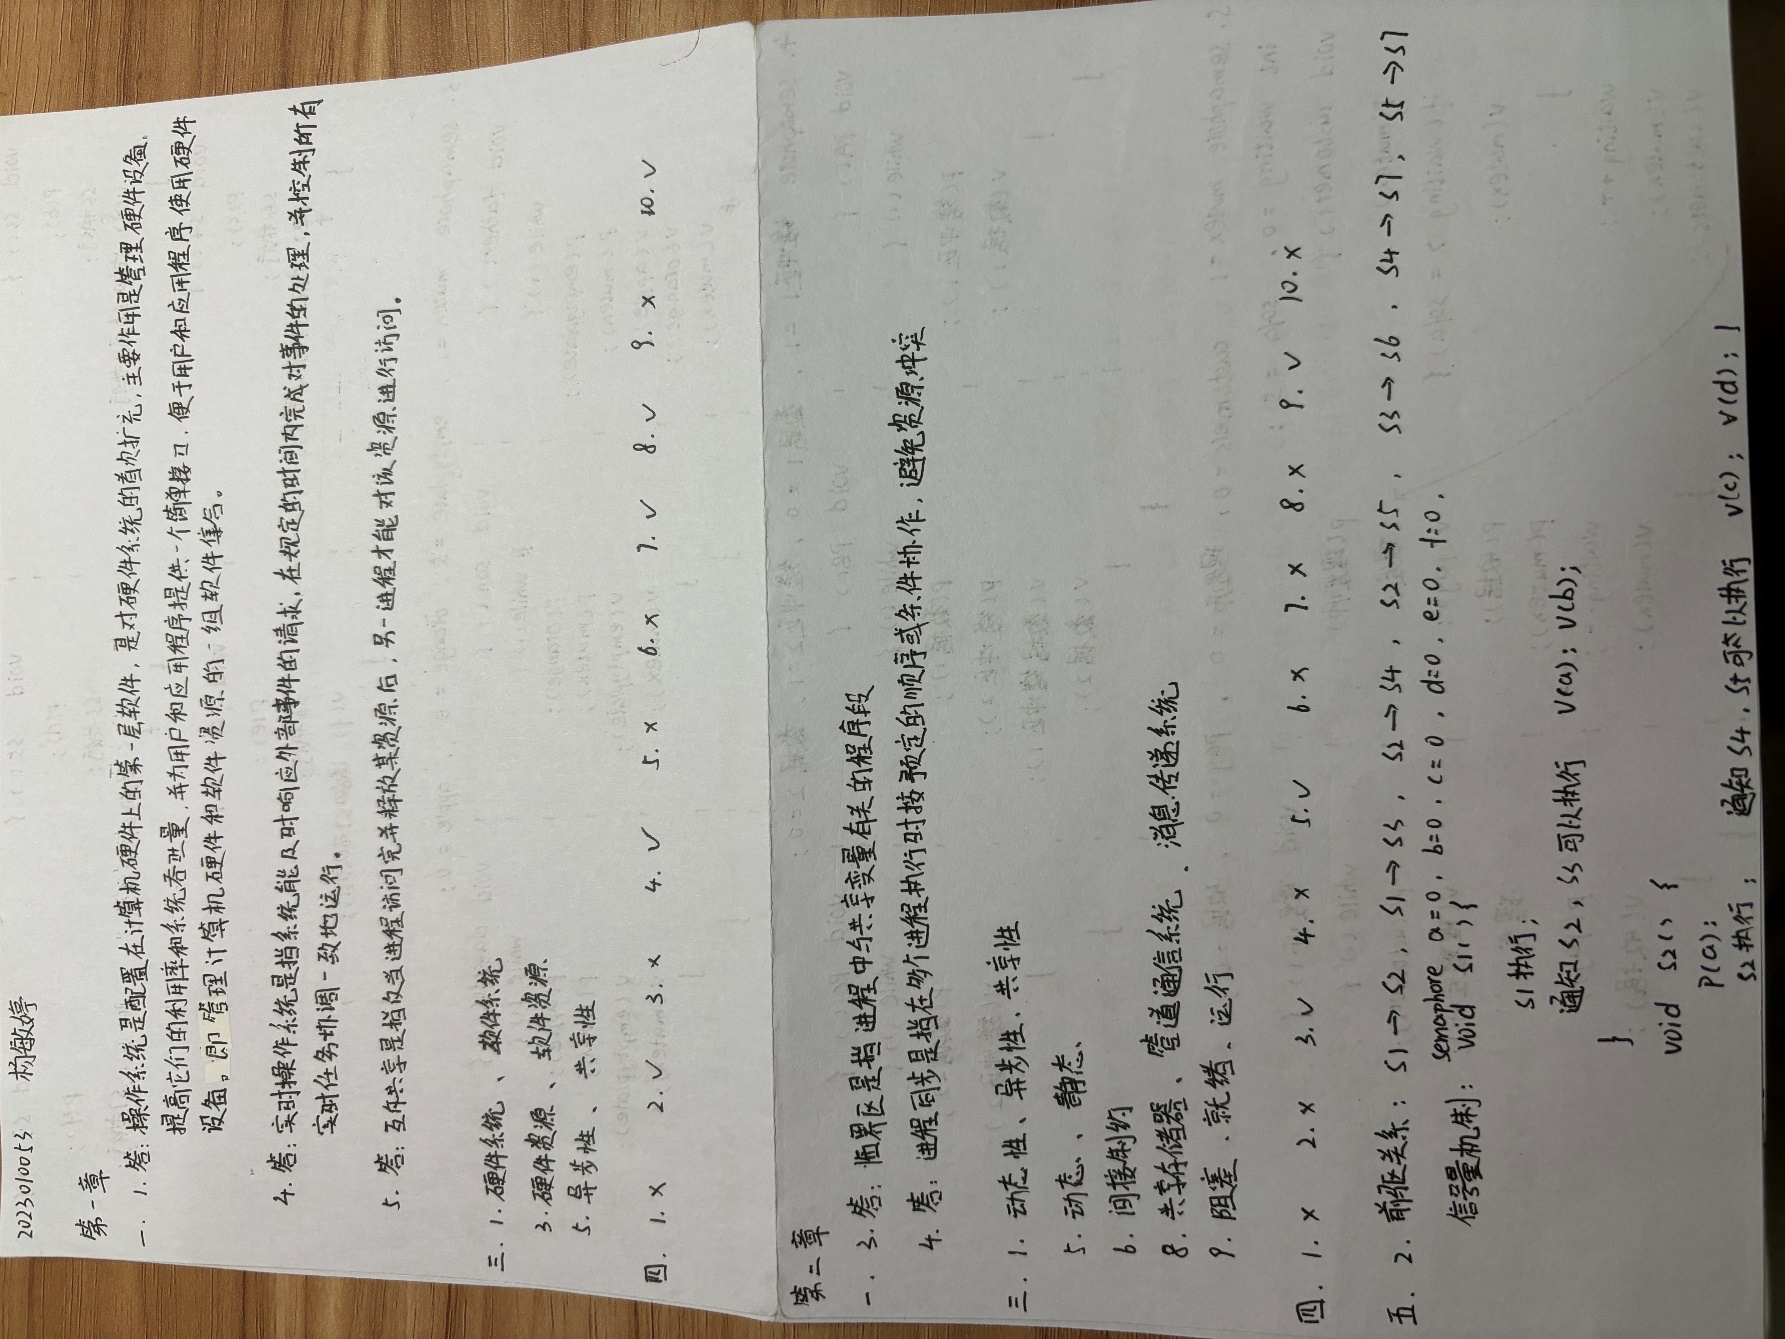 2023010053 杨敏婷
第一章
一. 1. 答：操作系统是配置在计算机硬件上的第一层软件，是对硬件系统的首次扩充，主要作用是管理硬件设备，
提高它们的利用率和系统吞吐量，并为用户和应用程序提供一个简单接口，便于用户和应用程序使用硬件
设备。即管理计算机硬件和软件资源的一组软件集合。
4. 答：实时操作系统是指系统能及时响应外部事件的请求，在规定的时间内完成对事件的处理，并控制所有
实时任务协调一致地运行。
5. 答：互斥共享是指仅当进程访问完并释放某资源后，另一进程才能对该资源进行访问。
三. 1. 硬件系统、软件系统
3. 硬件资源、软件资源
5. 异步性、共享性
四. 1. × 2. √ 3. × 4. √ 5. × 6. × 7. √ 8. √ 9. × 10. √
第二章
一. 3. 答：临界区是指进程中与共享变量有关的程序段
4. 答：进程同步是指在多个进程执行时按预定的顺序或条件协作，避免资源冲突
三. 1. 动态性、异步性、共享性
5. 动态、静态、
6. 间接制约
8. 共享存储器、管道通信系统、消息传递系统
9. 阻塞、就绪、运行
四. 1. × 2. × 3. √ 4. × 5. √ 6. × 7. × 8. × 9. √ 10. ×
五. 2. 前驱关系：S1→S2，S1→S3，S2→S4，S2→S5，S3→S6，S4→S7，S5→S7
信号量机制：semaphore a=0, b=0, c=0, d=0, e=0, f=0,
void S1() {
S1执行；
通知S2，S3可以执行 V(a); V(b);
}
void S2() {
P(a);
S2执行； 通知S4，S5可以执行 V(c); V(d); }